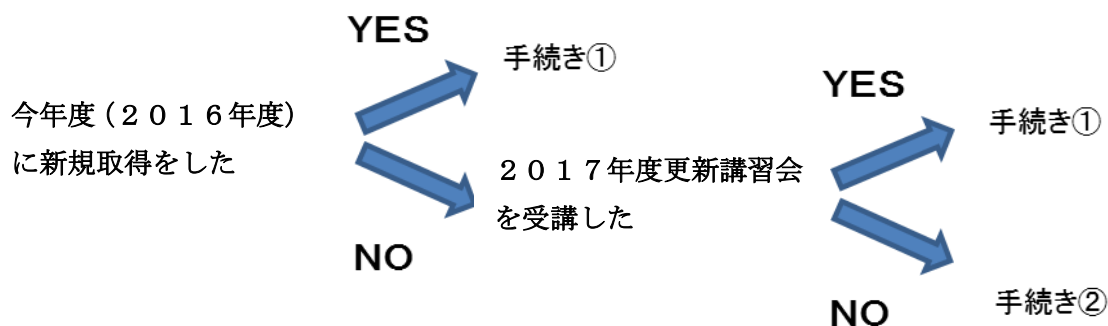 YES
手続き①
今年度（２０１６年度）
に新規取得をした
NO
２０１７年度更新講習会
を受講した
YES
手続き①
NO
手続き②